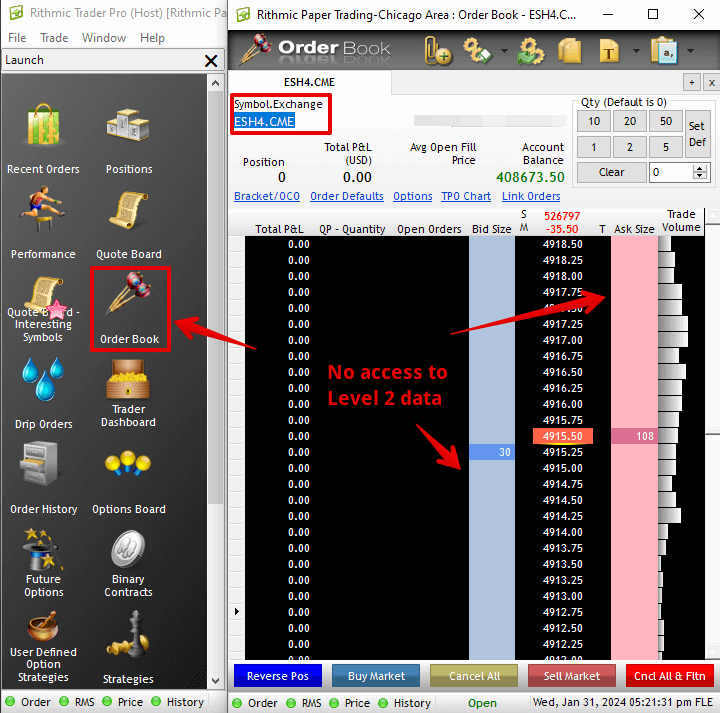 Rithmic Trader Pro (Host) [Rithmic Pap
File Trade Window Help
Launch
Recent Orders
Positions
Performance
Quote Board
Quote Board -
Interesting
Symbols
Order Book
Drip Orders
Trader
Dashboard
Order History
Options Board
Future
Options
Binary
Contracts
User Defined
Option
Strategies
Strategies
Order RMS Price History
Rithmic Paper Trading-Chicago Area : Order Book - ESH4.C...
Order Book
T
a,
ESH4.CME
+ x
Symbol.Exchange
ESH4.CME
Qty (Default is 0)
10 20 50 Set
Def
1 2 5
Clear 0
Position
0
Total P&L
(USD)
0.00
Avg Open Fill
Price
Account
Balance
408673.50
Bracket/OCO Order Defaults Options TPO Chart Link Orders
Total P&L QP - Quantity Open Orders Bid Size S
M 526797
-35.50 T Ask Size Trade
Volume
0.00 4918.50
0.00 4918.25
0.00 4918.00
0.00 4917.75
0.00
0.00 4917.25
0.00 4917.00
0.00 4916.75
0.00 4916.50
0.00 4916.25
0.00 4916.00
0.00 4915.75
0.00 4915.50 108
0.00 30 4915.25
0.00 4915.00
0.00 4914.75
0.00 4914.50
0.00 4914.25
0.00 4914.00
0.00 4913.75
0.00 4913.50
0.00 4913.25
0.00 4913.00
0.00 4912.75
0.00 4912.50
0.00 4912.25
0.00 4912.00
No access to
Level 2 data
Reverse Pos Buy Market Cancel All Sell Market Cncl All & Fltn
Order RMS Price History Open Wed, Jan 31, 2024 05:21:31 pm FLE